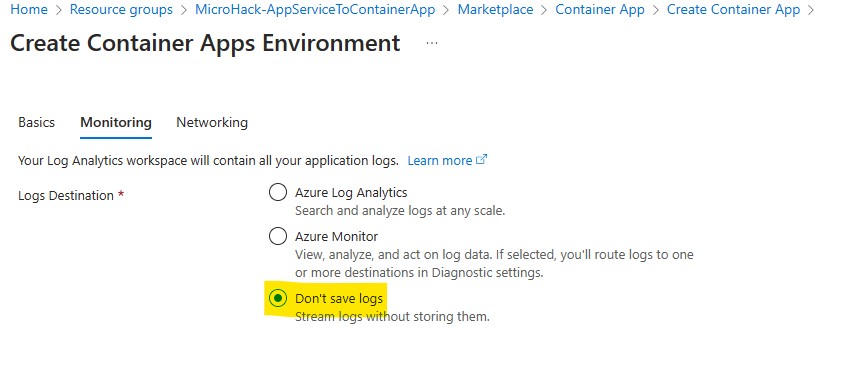 Home > Resource groups > MicroHack-AppServiceToContainerApp > Marketplace > Container App > Create Container App >
Create Container Apps Environment ...
Basics Monitoring Networking
Your Log Analytics workspace will contain all your application logs. Learn more
Logs Destination *
Azure Log Analytics
Search and analyze logs at any scale.
Azure Monitor
View, analyze, and act on log data. If selected, you'll route logs to one
or more destinations in Diagnostic settings.
Don't save logs
Stream logs without storing them.